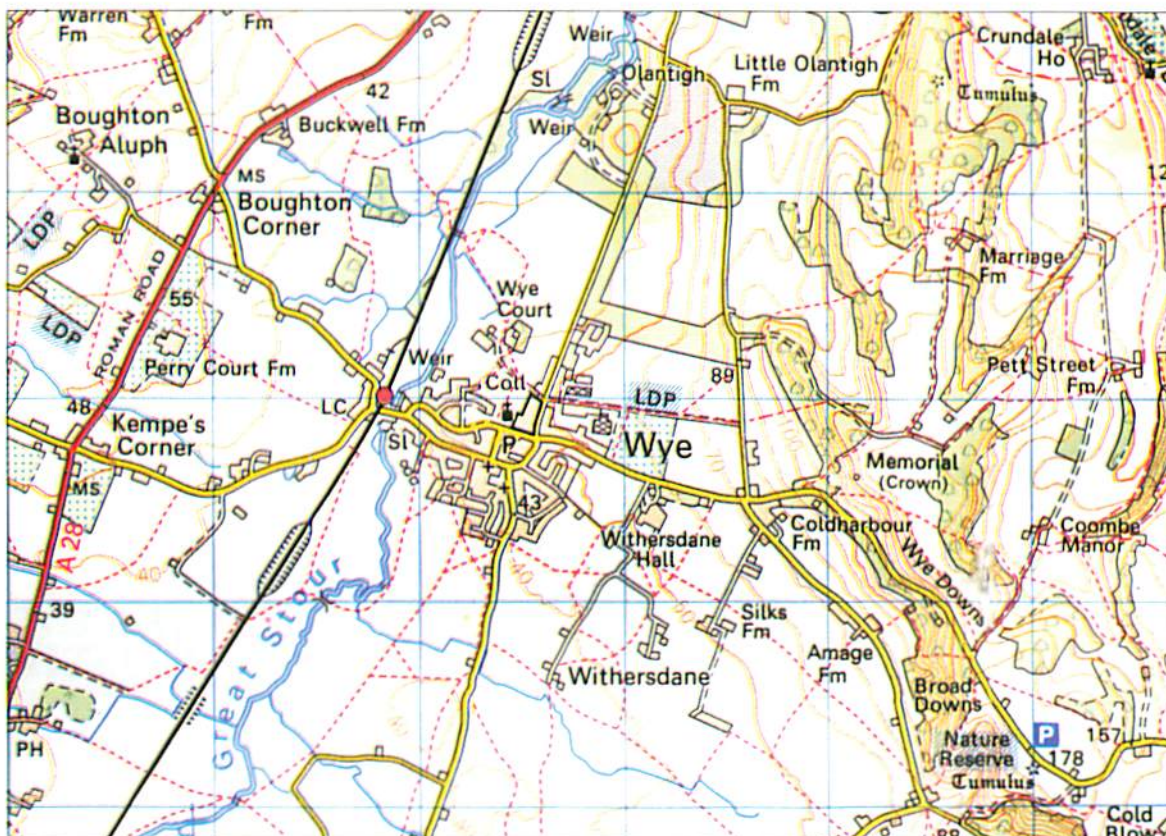 Warren
Fm
Fm
Weir
Sl
Olantigh
Little Olantigh
Fm
Crundale
Ho
Tumulus
42
Buckwell Fm
Weir
Boughton
Aluph
MS
Boughton
Corner
12
LDP
ROMAN ROAD
55
LDP
Perry Court Fm
Wye
Court
Marriage
Fm
Weir
Coll
LDP
89
100
Pett Street
Fm
48
LC
Kempe's
Corner
Sl
P
Wye
Memorial
(Crown)
MS
43
A 28
Coldharbour
Fm
Withersdane
Hall
Coombe
Manor
Wye Downs
40
40
39
Great Stour
Silks
Fm
Amage
Fm
Withersdane
Broad
Downs
PH
P
157
Nature
Reserve
178
Tumulus
Cold
Blow